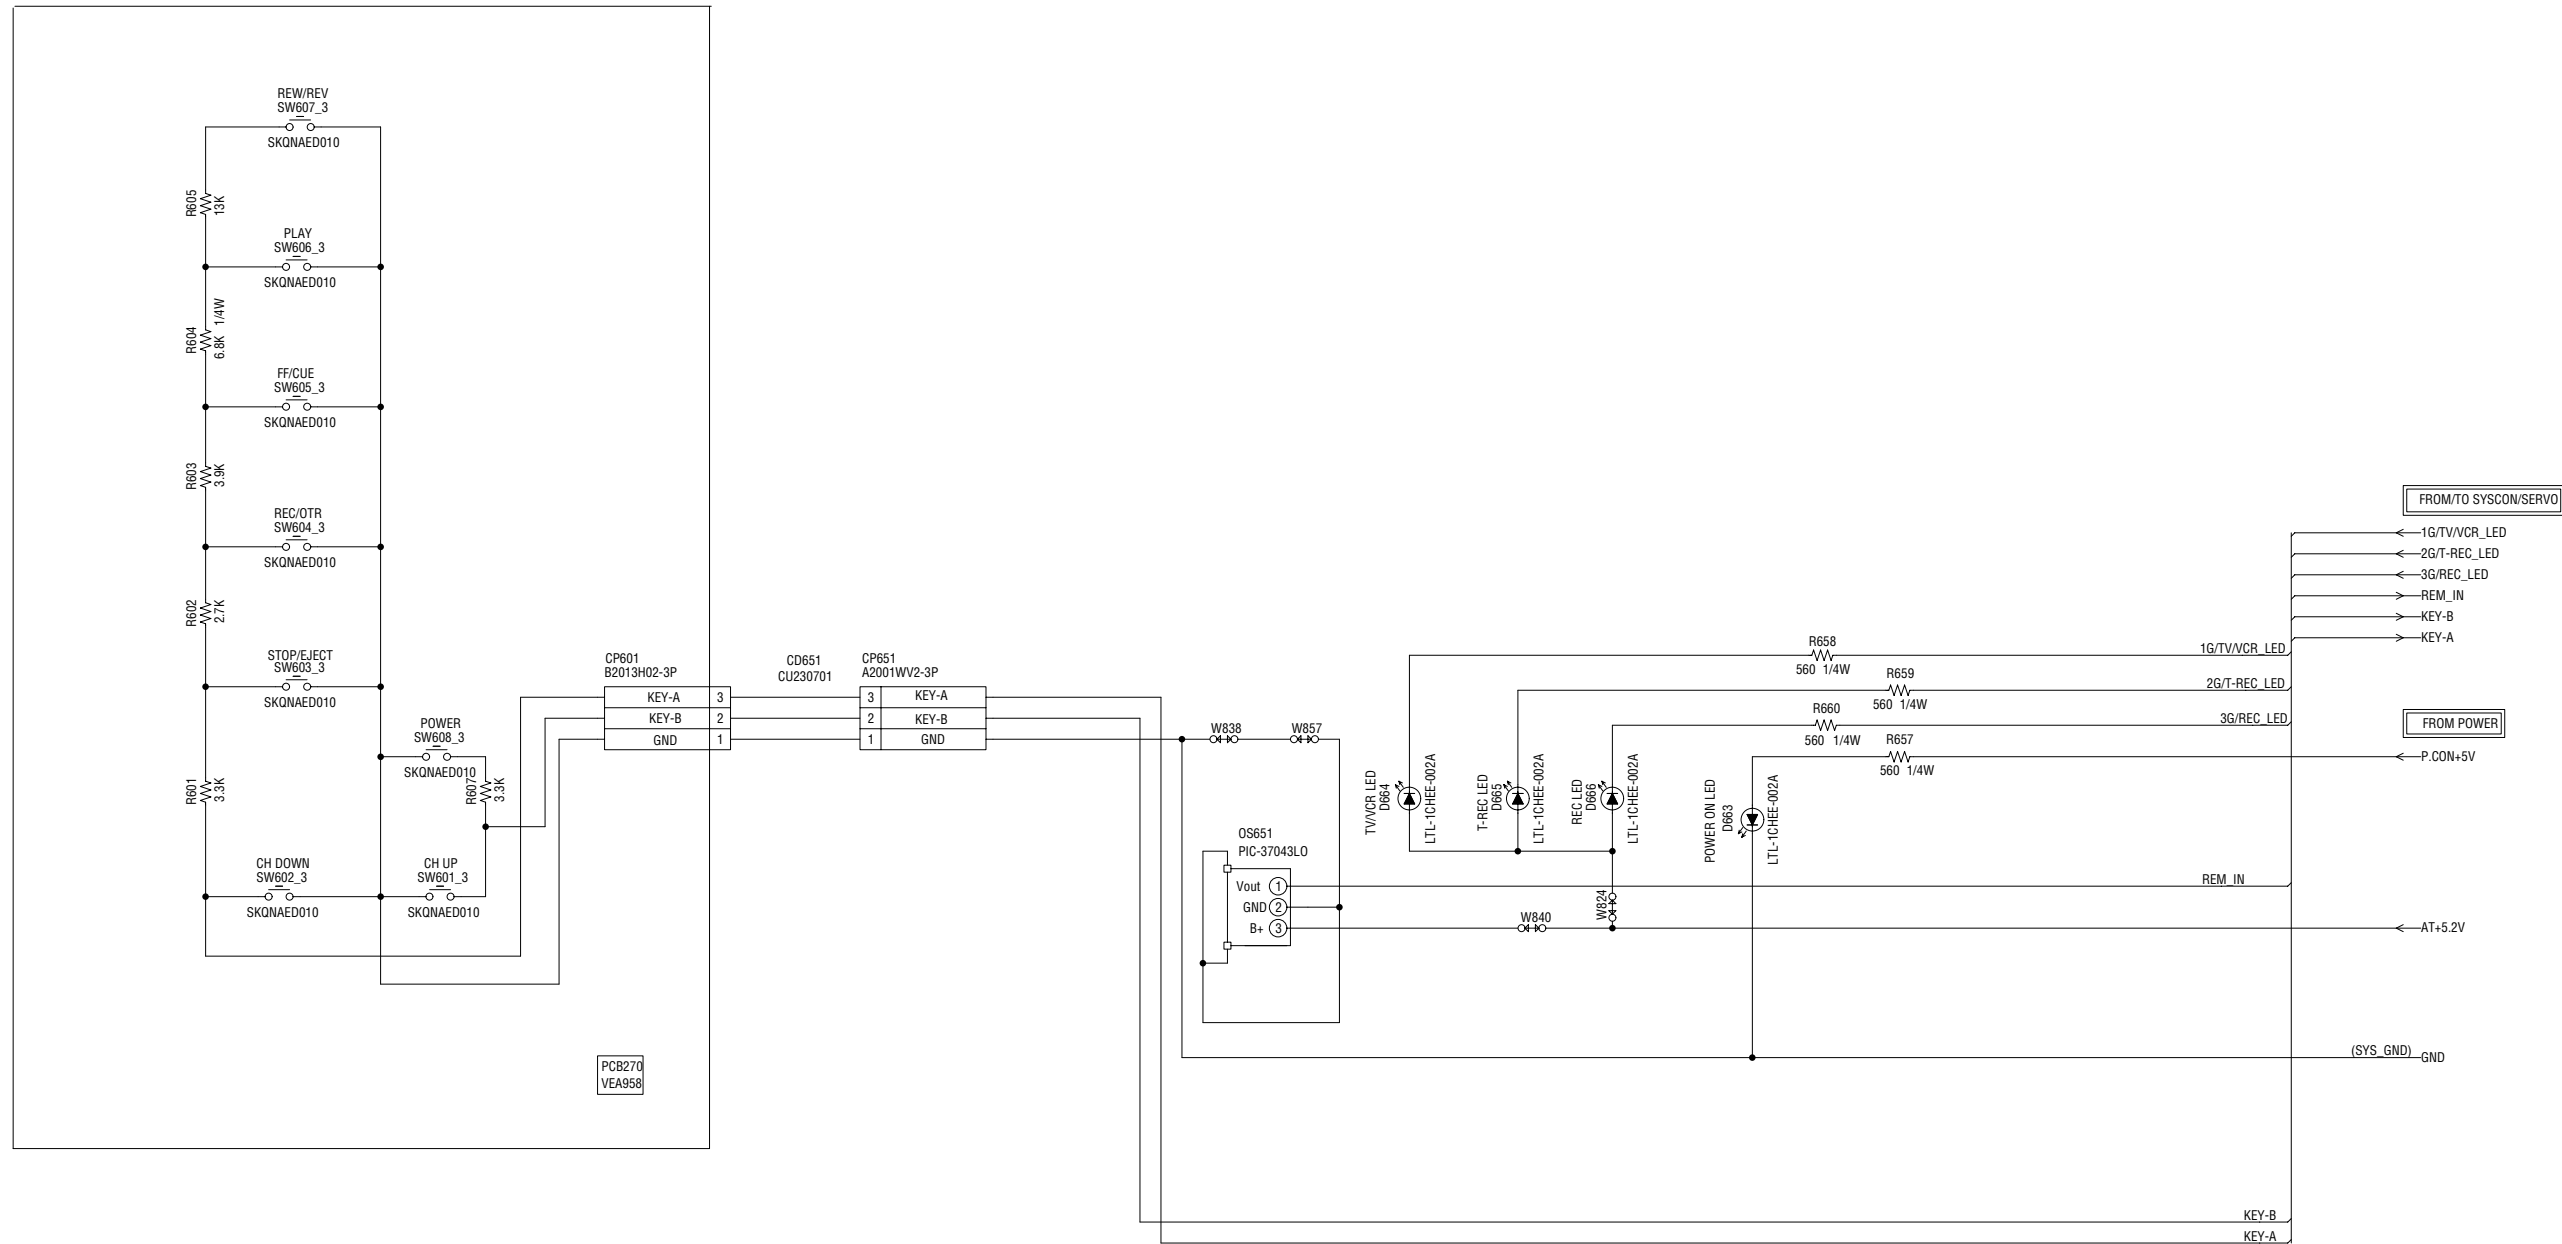 REW/REV
SW607_3
SKQNAED010
R605
13K
PLAY
SW606_3
SKQNAED010
R604
6.8K 1/4W
FF/CUE
SW605_3
SKQNAED010
R603
3.9K
REC/OTR
SW604_3
SKQNAED010
R602
2.7K
STOP/EJECT
SW603_3
SKQNAED010
R601
3.3K
POWER
SW608_3
SKQNAED010
R607
3.3K
CH DOWN
SW602_3
SKQNAED010
CH UP
SW601_3
SKQNAED010
CP601
B2013H02-3P
KEY-A 3
KEY-B 2
GND 1
CD651
CU230701
CP651
A2001WV2-3P
3 KEY-A
2 KEY-B
1 GND
PCB270
VEA958
W838
W857
OS651
PIC-37043LO
Vout 1
GND 2
B+ 3
TV/VCR LED
D664
LTL-1CHEE-002A
T-REC LED
D665
LTL-1CHEE-002A
REC LED
D666
LTL-1CHEE-002A
POWER ON LED
D663
LTL-1CHEE-002A
W824
W840
R658
560 1/4W
R659
560 1/4W
R660
560 1/4W
R657
560 1/4W
1G/TV/VCR_LED
2G/T-REC_LED
3G/REC_LED
REM_IN
FROM/TO SYSCON/SERVO
1G/TV/VCR_LED
2G/T-REC_LED
3G/REC_LED
REM_IN
KEY-B
KEY-A
FROM POWER
P.CON+5V
AT+5.2V
(SYS_GND) GND
KEY-B
KEY-A